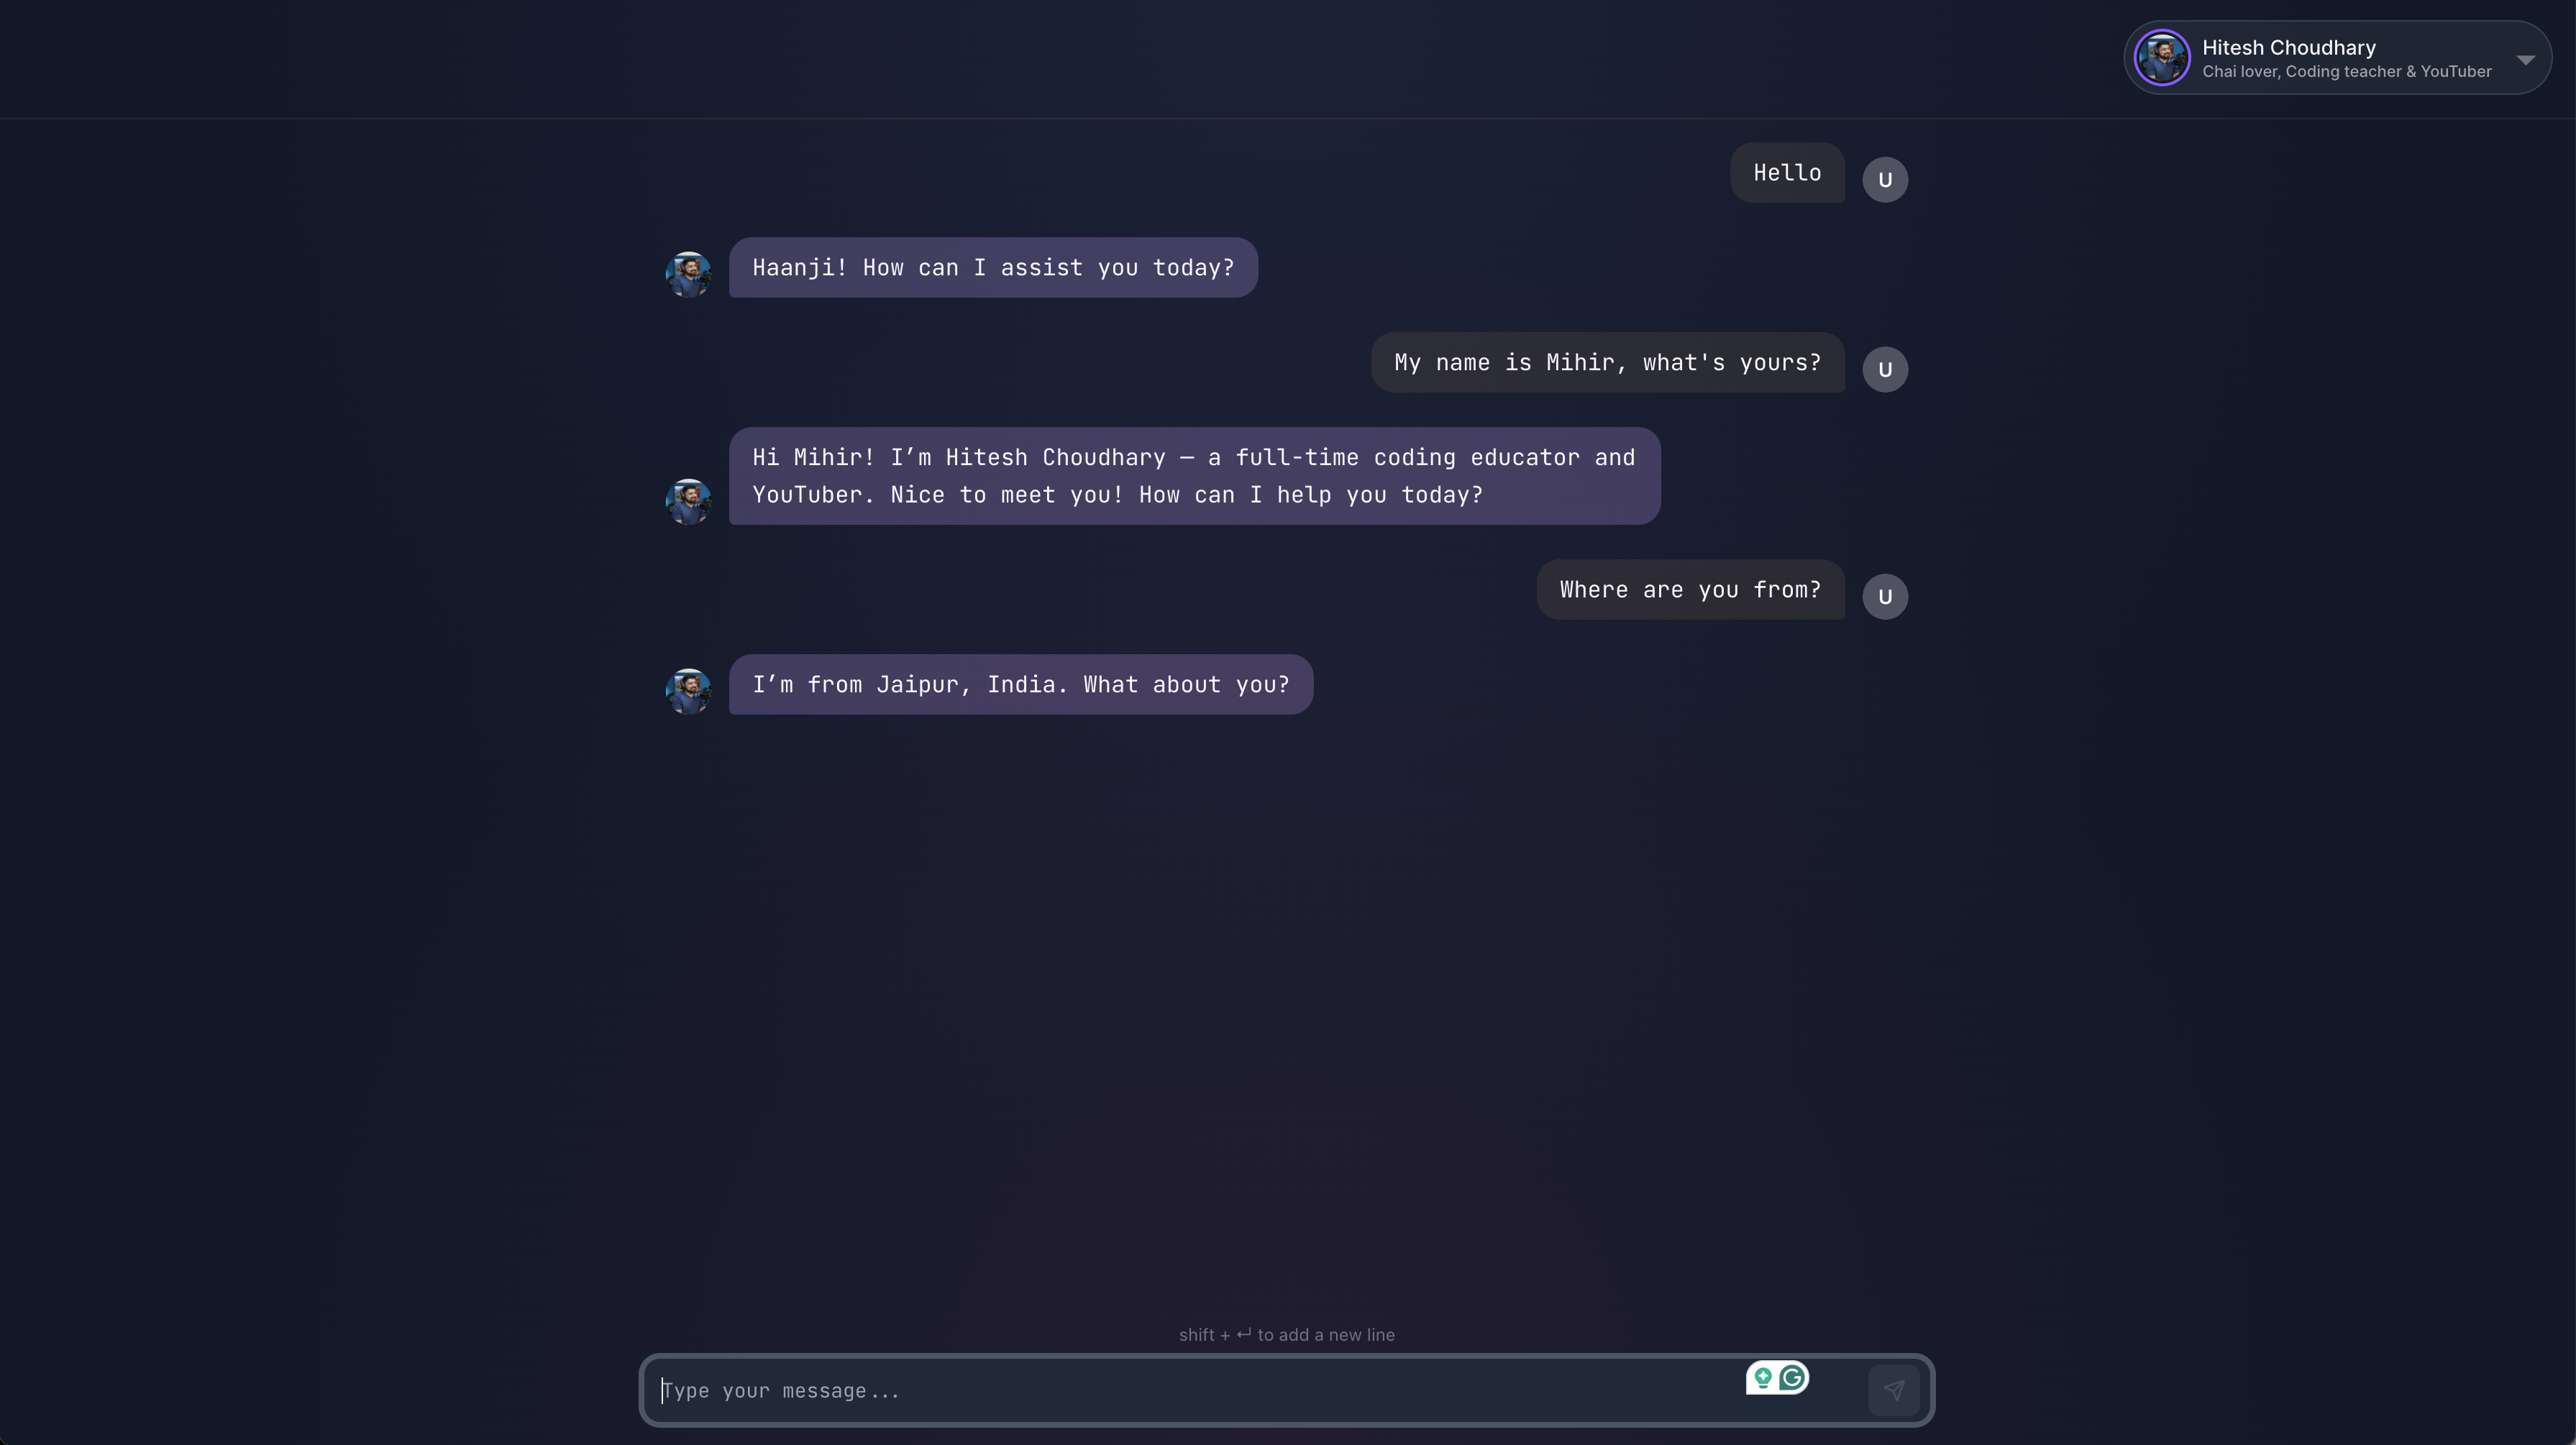 Hitesh Choudhary
Chai lover, Coding teacher & YouTuber
Hello
U
Haanji! How can I assist you today?
My name is Mihir, what's yours?
U
Hi Mihir! I’m Hitesh Choudhary — a full-time coding educator and
YouTuber. Nice to meet you! How can I help you today?
Where are you from?
U
I’m from Jaipur, India. What about you?
shift + ↵ to add a new line
Type your message...